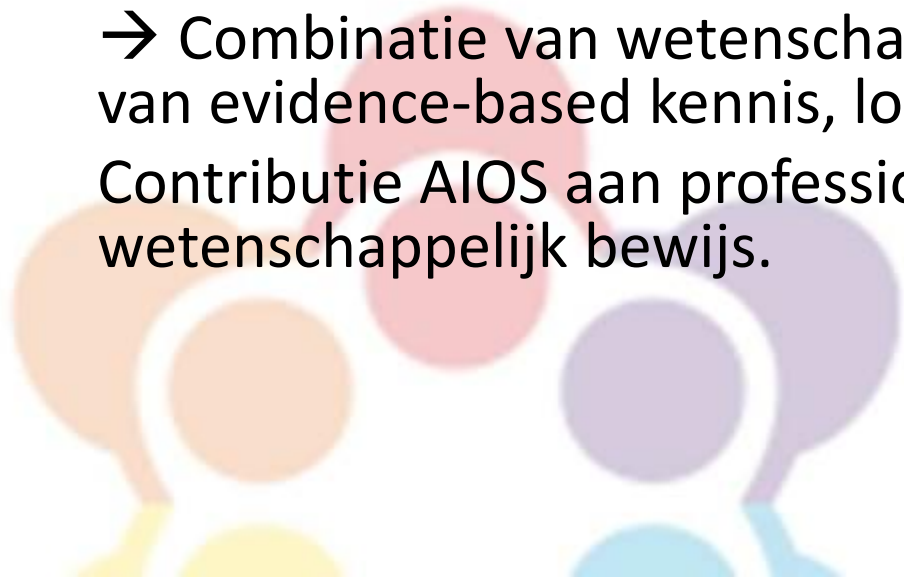 → Combinatie van wetenscha
van evidence-based kennis, lo
Contributie AIOS aan professio
wetenschappelijk bewijs.